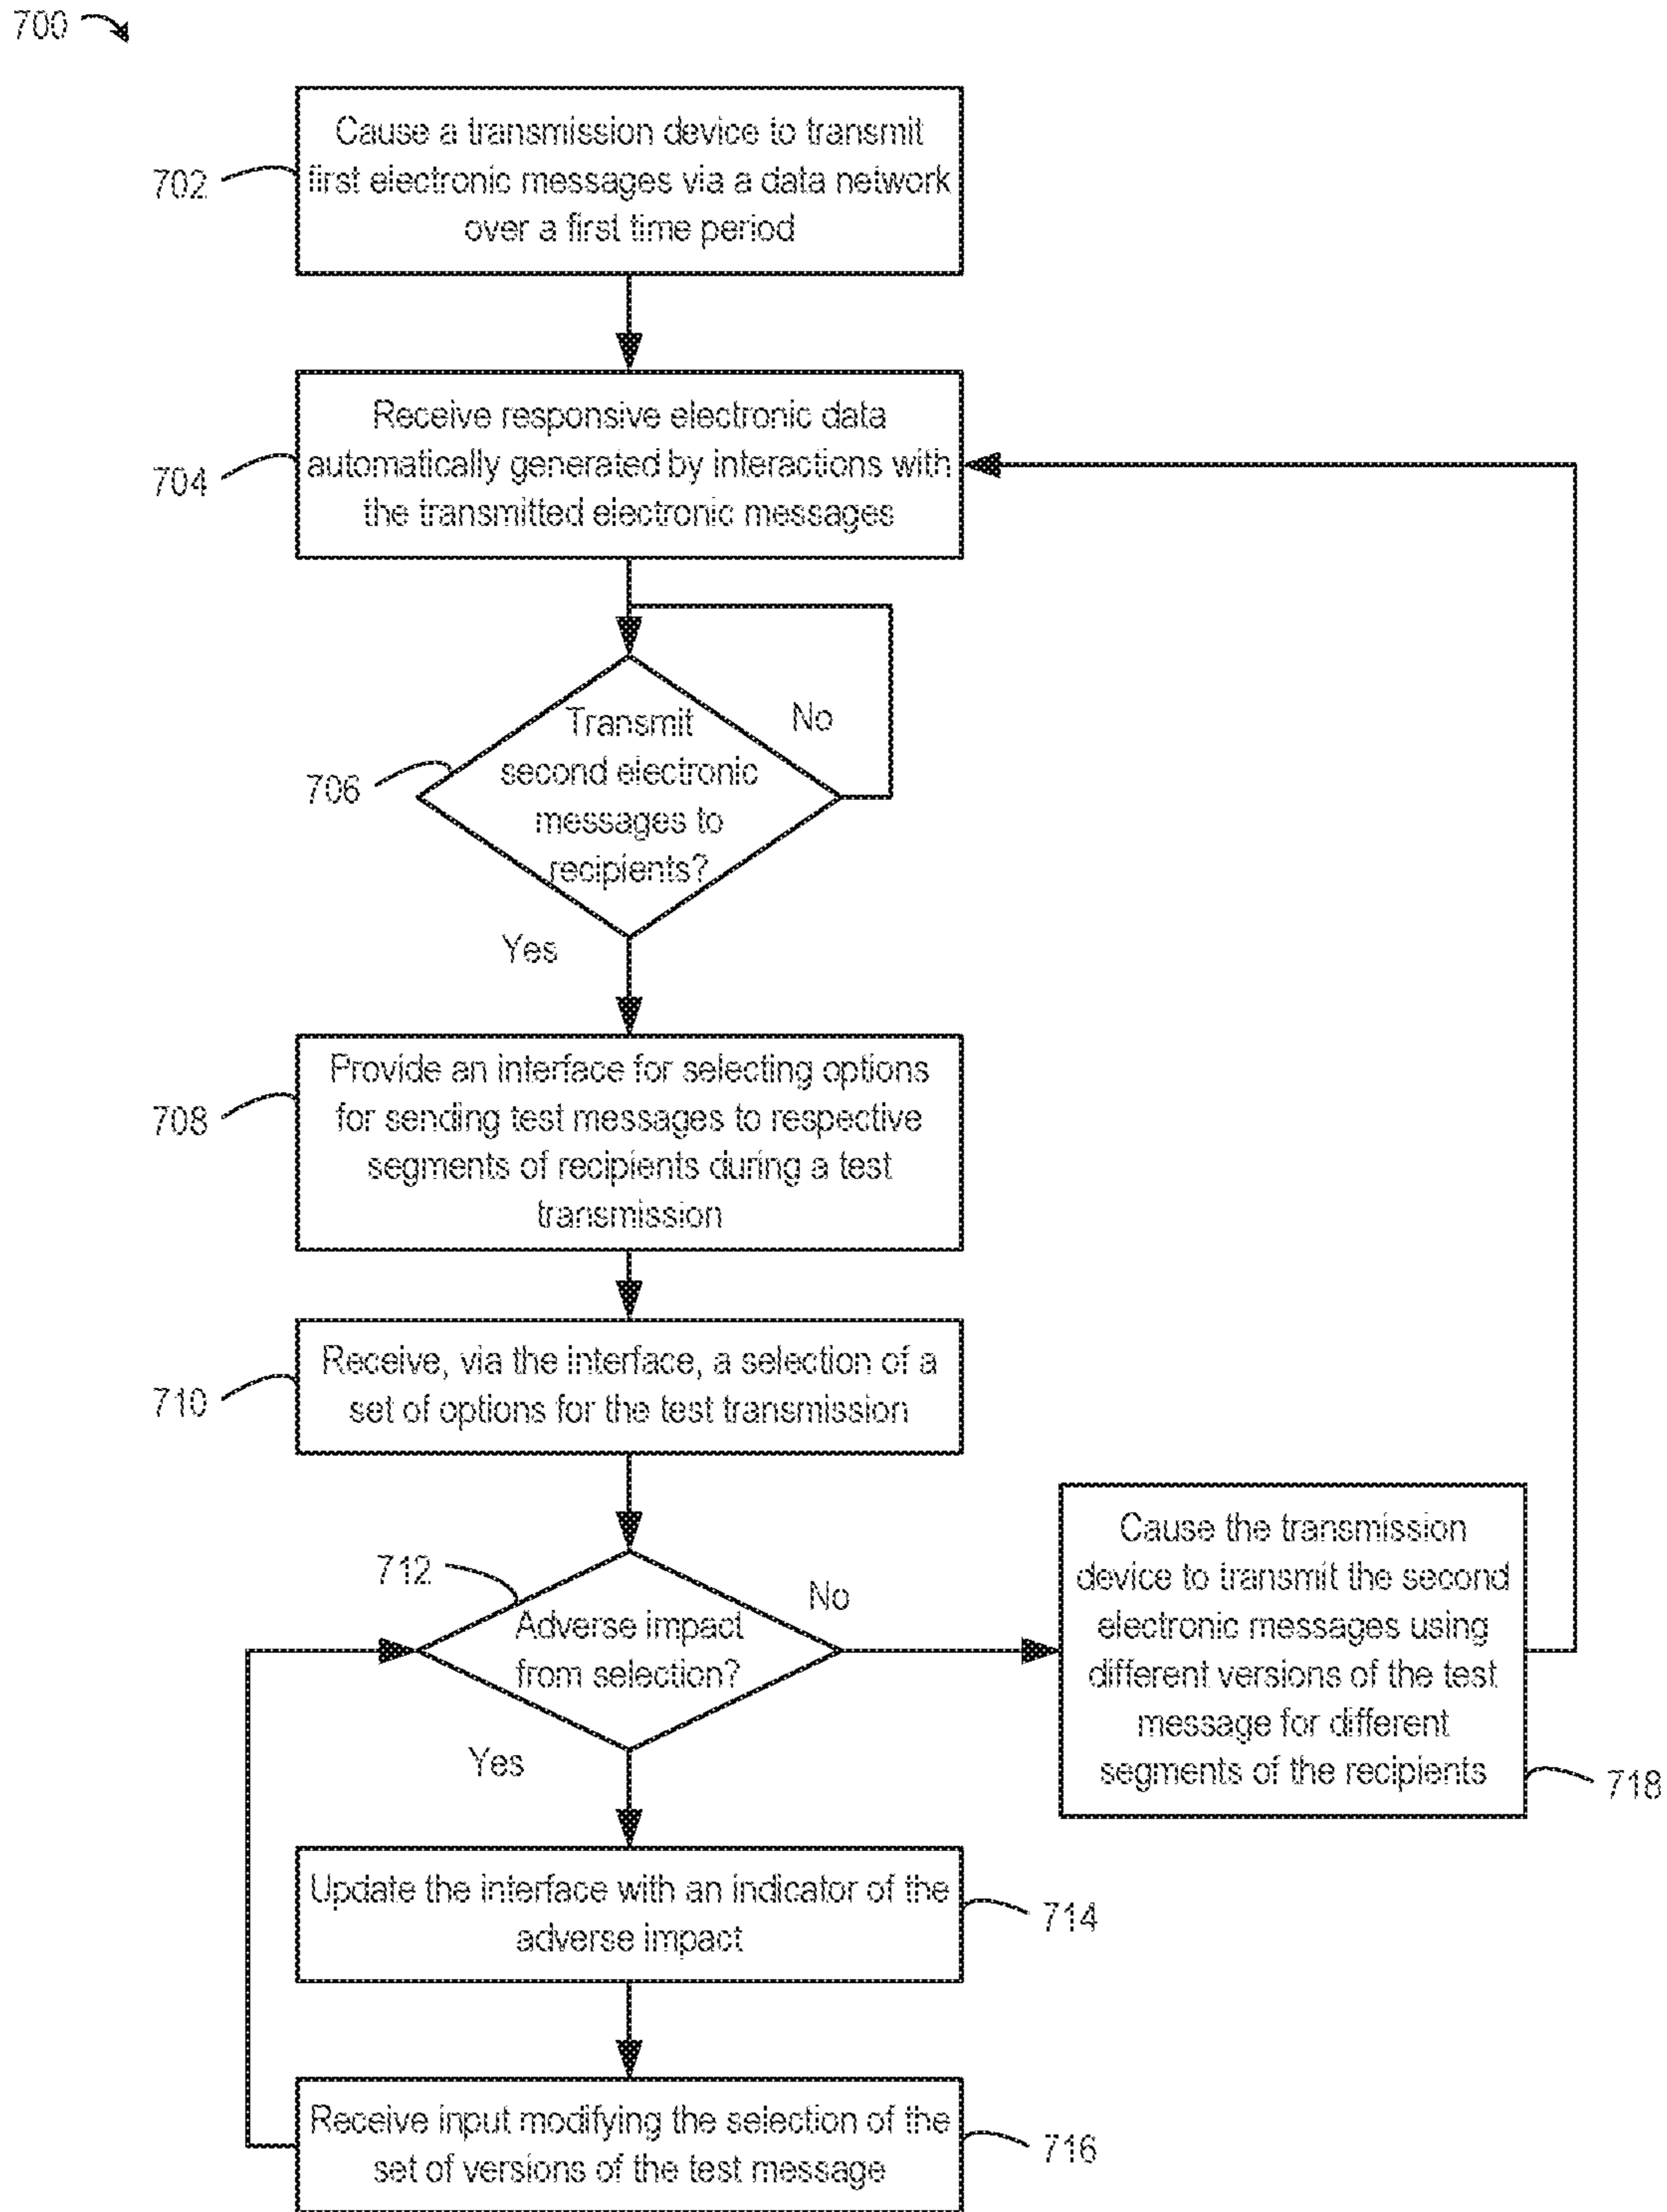 700
Cause a transmission device to transmit
first electronic messages via a data network
over a first time period
702
Receive responsive electronic data
automatically generated by interactions with
the transmitted electronic messages
704
Transmit
second electronic
messages to
recipients?
No
706
Yes
Provide an interface for selecting options
for sending test messages to respective
segments of recipients during a test
transmission
708
Receive, via the interface, a selection of a
set of options for the test transmission
710
712
Adverse impact
from selection?
No
Yes
Cause the transmission
device to transmit the second
electronic messages using
different versions of the test
message for different
segments of the recipients
718
Update the interface with an indicator of the
adverse impact
714
Receive input modifying the selection of the
set of versions of the test message
716